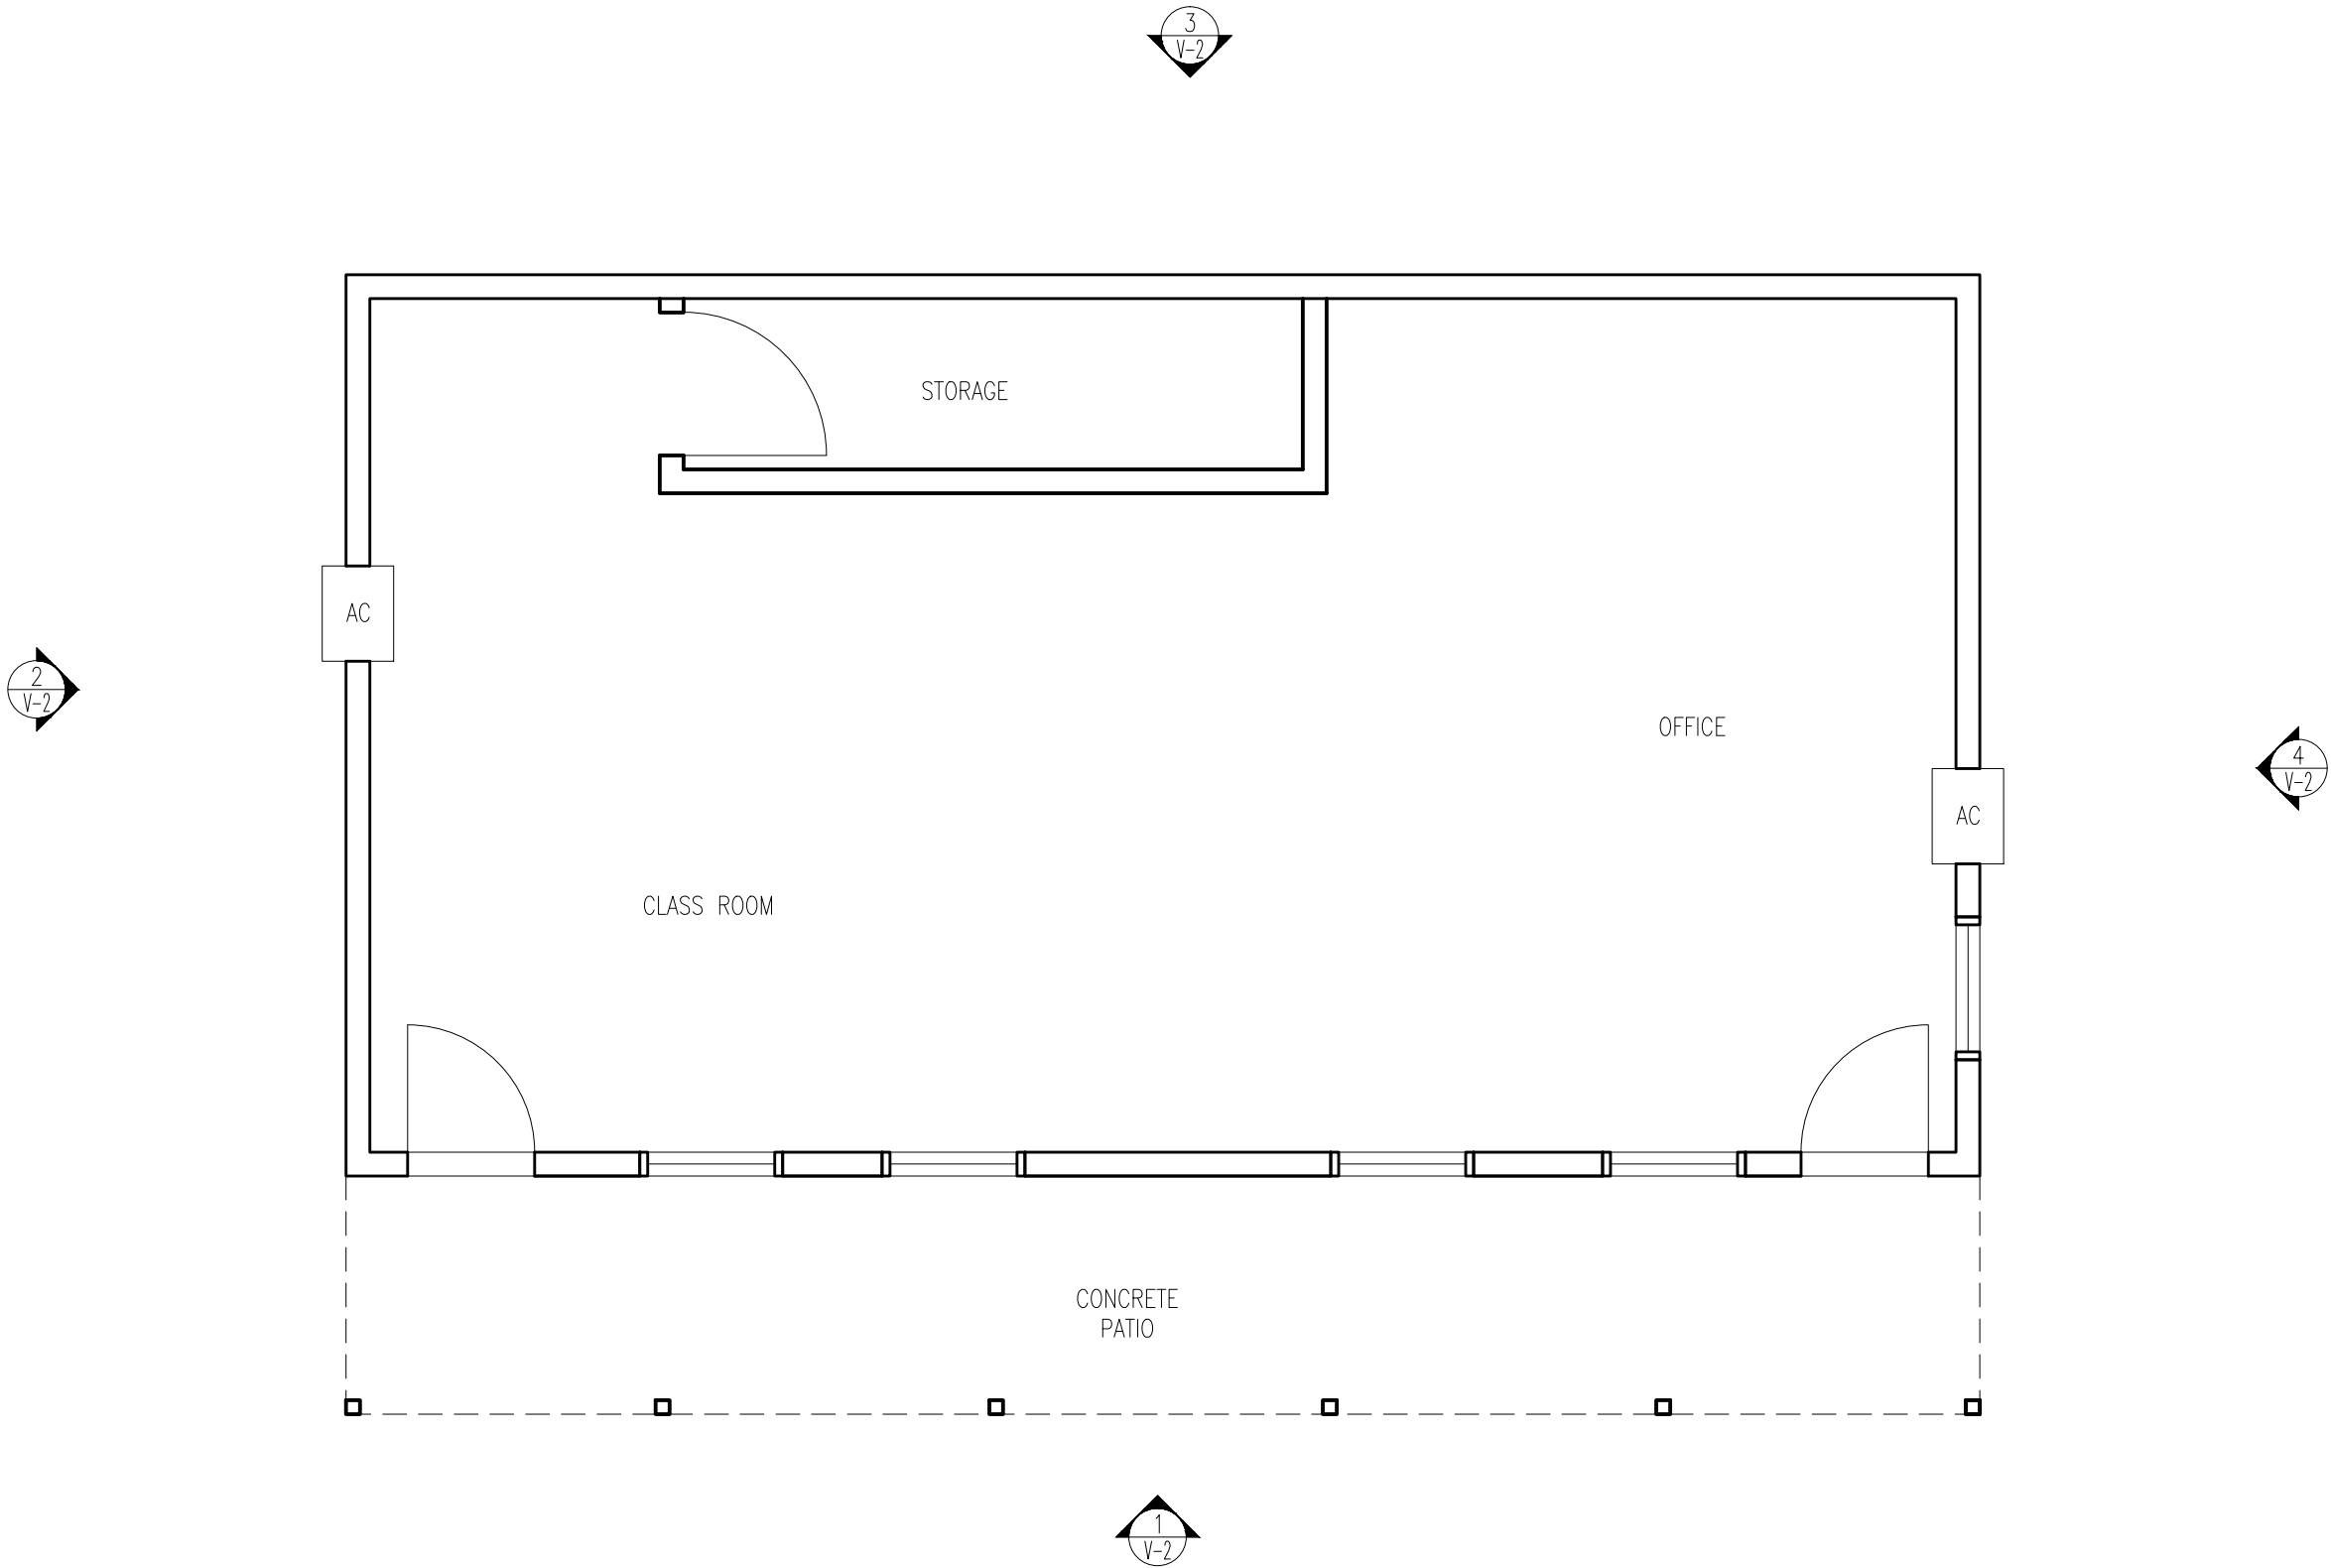 3
V-2
STORAGE
AC
2
V-2
OFFICE
4
V-2
AC
CLASS ROOM
CONCRETE
PATIO
1
V-2